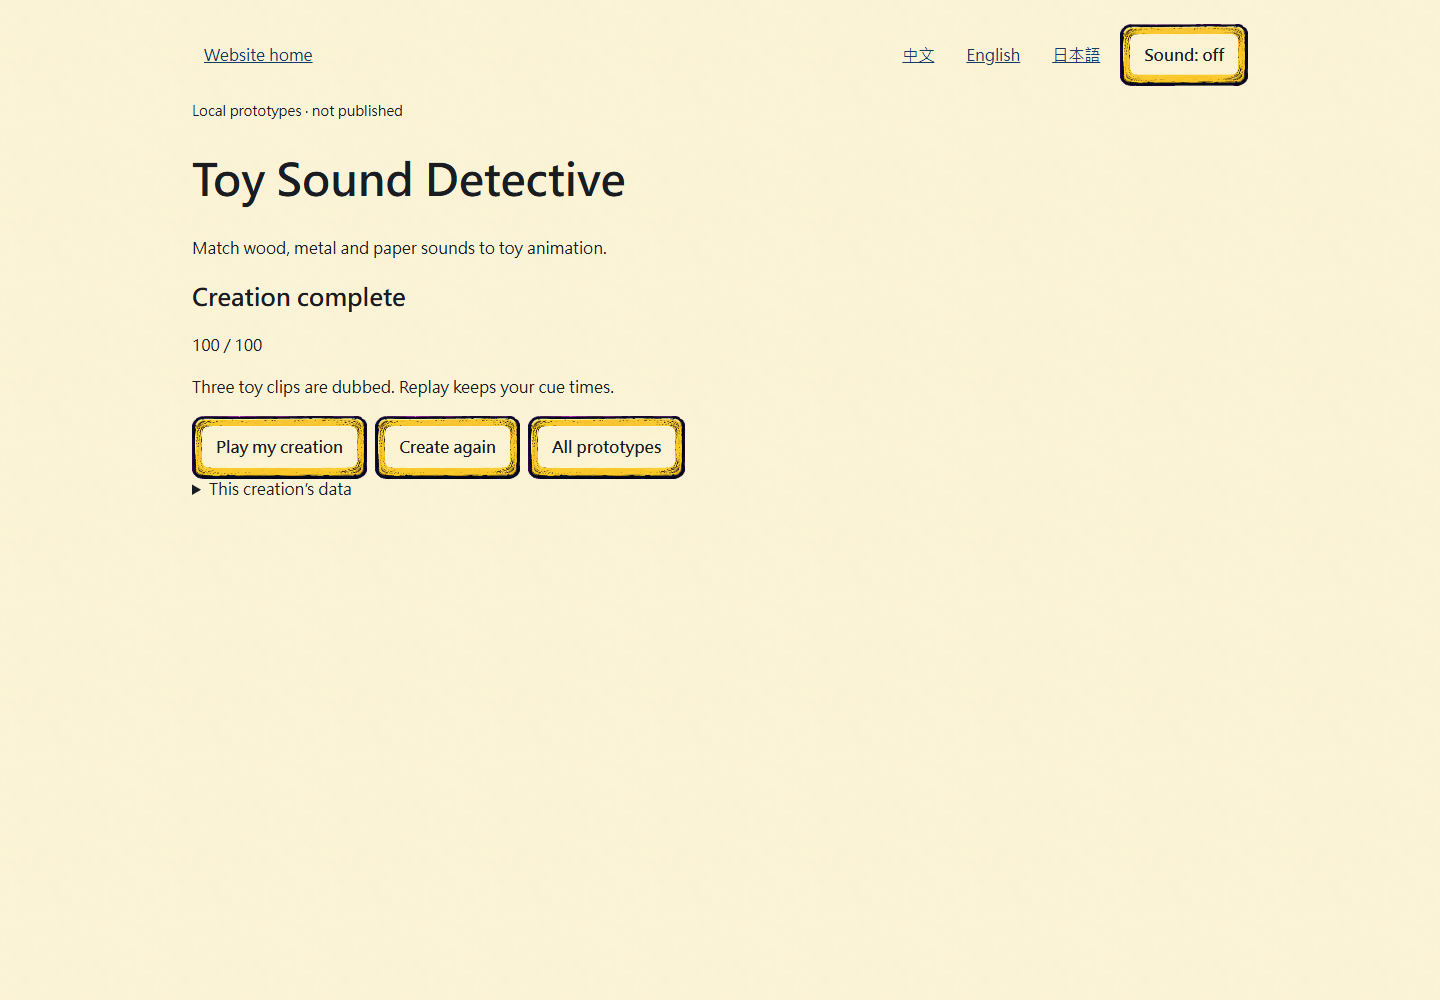 Website home
中文 English 日本語 Sound: off
Local prototypes · not published
Toy Sound Detective
Match wood, metal and paper sounds to toy animation.
Creation complete
100 / 100
Three toy clips are dubbed. Replay keeps your cue times.
Play my creation Create again All prototypes
This creation’s data